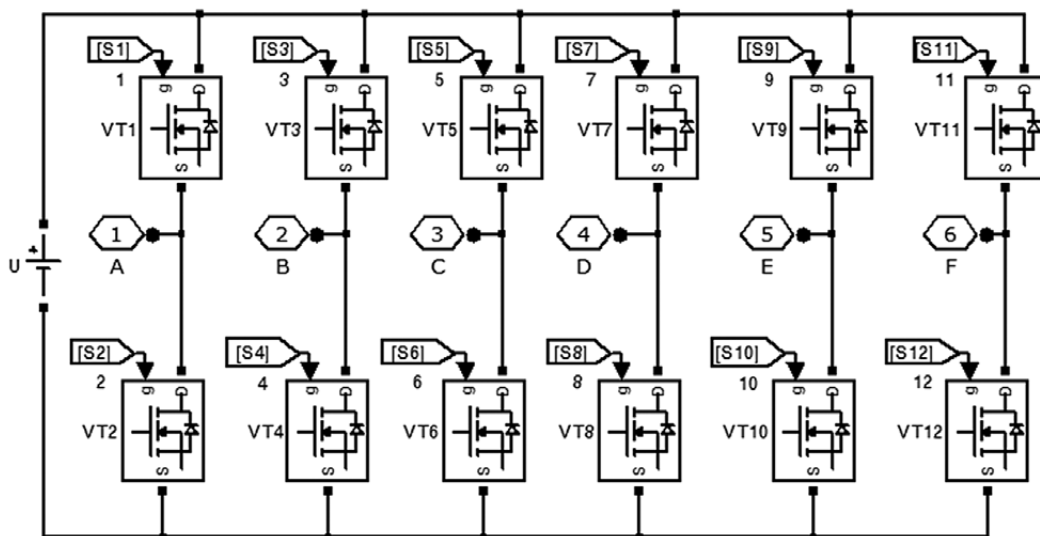 [S1] [S3] [S5] [S7] [S9] [S11]
1 3 5 7 9 11
g D g D g D g D g D g D
VT1 VT3 VT5 VT7 VT9 VT11
S S S S S S
1 2 3 4 5 6
+
U
A B C D E F
[S2] [S4] [S6] [S8] [S10] [S12]
2 4 6 8 10 12
g D g D g D g D g D g D
VT2 VT4 VT6 VT8 VT10 VT12
S S S S S S